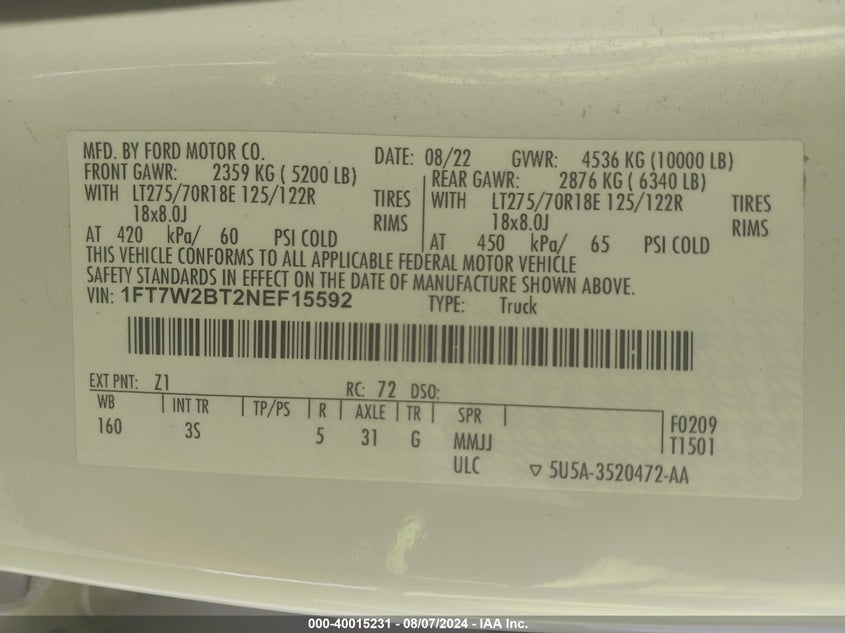 MFD. BY FORD MOTOR CO. DATE: 08/22 GVWR: 4536 KG (10000 LB)
FRONT GAWR: 2359 KG ( 5200 LB) REAR GAWR: 2876 KG ( 6340 LB)
WITH LT275/70R18E 125/122R TIRES WITH LT275/70R18E 125/122R TIRES
18x8.0J RIMS 18x8.0J RIMS
AT 420 kPa/ 60 PSI COLD AT 450 kPa/ 65 PSI COLD
THIS VEHICLE CONFORMS TO ALL APPLICABLE FEDERAL MOTOR VEHICLE
SAFETY STANDARDS IN EFFECT ON THE DATE OF MANUFACTURE SHOWN ABOVE.
VIN: 1FT7W2BT2NEF15592 TYPE: Truck
EXT PNT: Z1 RC: 72 DSO:
WB INT TR TP/PS R AXLE TR SPR F0209
160 3S 5 31 G MMJJ T1501
ULC ▽ 5U5A-3520472-AA
000-40015231 - 08/07/2024 - IAA Inc.